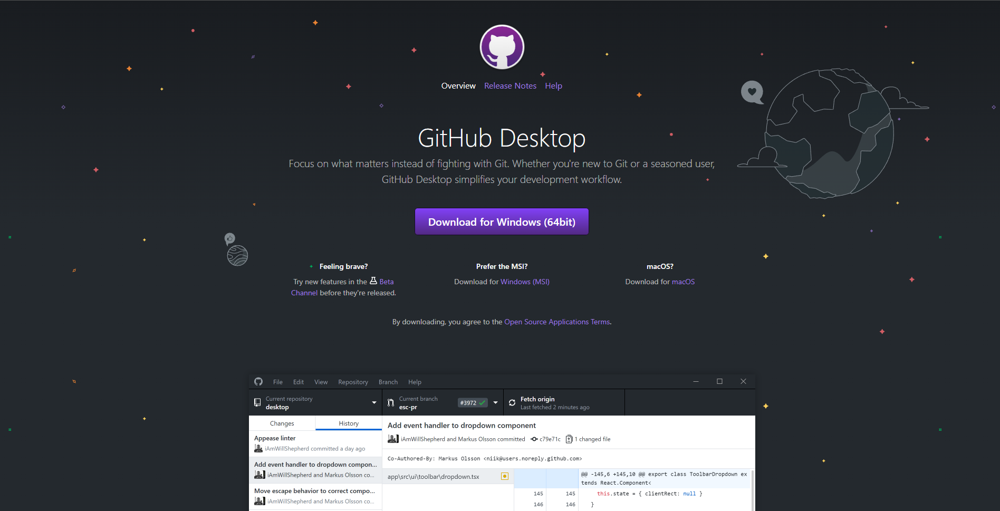 Overview Release Notes Help
GitHub Desktop
Focus on what matters instead of fighting with Git. Whether you're new to Git or a seasoned user,
GitHub Desktop simplifies your development workflow.
Download for Windows (64bit)
Feeling brave?
Try new features in the Beta
Channel before they're released.
Prefer the MSI?
Download for Windows (MSI)
macOS?
Download for macOS
By downloading, you agree to the Open Source Applications Terms.
File Edit View Repository Branch Help
Current repository
desktop
Current branch
esc-pr
#3972
Fetch origin
Last fetched 2 minutes ago
Changes History
Appease linter
iAmWillShepherd committed a day ago
Add event handler to dropdown compon...
iAmWillShepherd and Markus Olsson co...
Move escape behavior to correct compo...
iAmWillShepherd and Markus Olsson co...
Add event handler to dropdown component
iAmWillShepherd and Markus Olsson committed c79e71c 1 changed file
Co-Authored-By: Markus Olsson <niik@users.noreply.github.com>
app\src\ui\toolbar\dropdown.tsx
@@ -145,6 +145,10 @@ export class ToolbarDropdown ex
tends React.Component<
145 145 this.state = { clientRect: null }
146 146 }